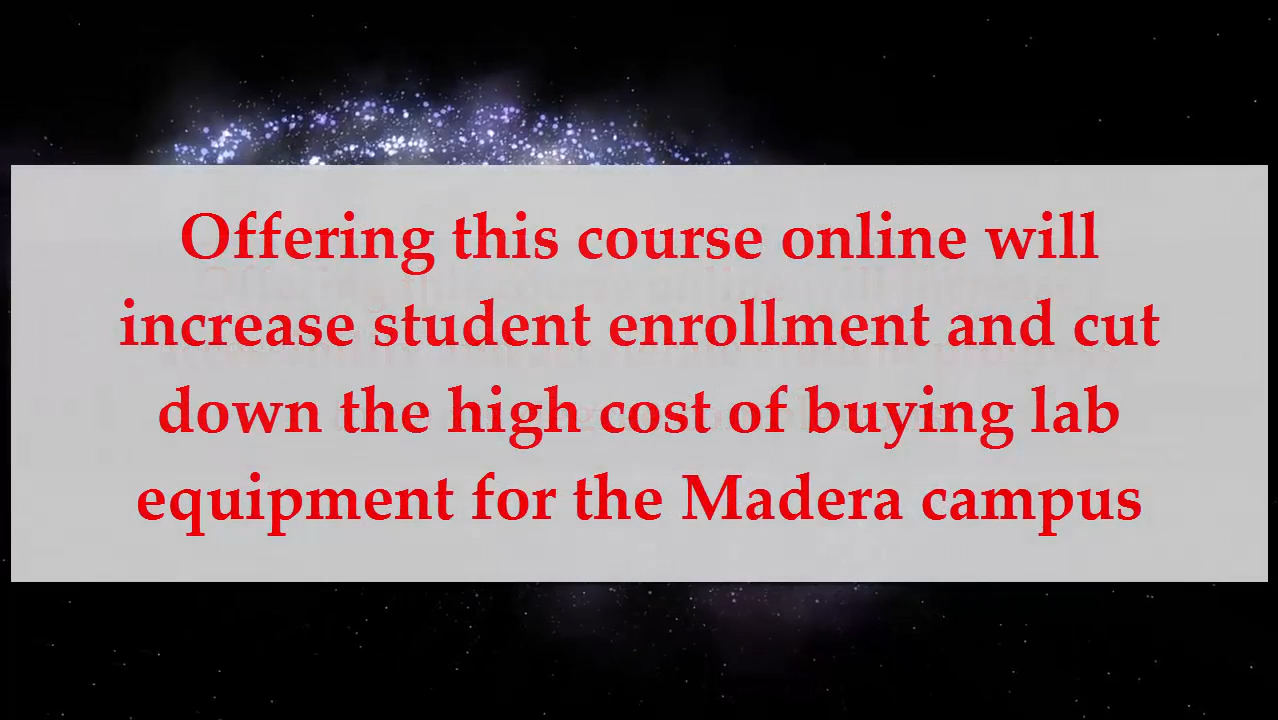 Offering this course online will
increase student enrollment and cut
down the high cost of buying lab
equipment for the Madera campus